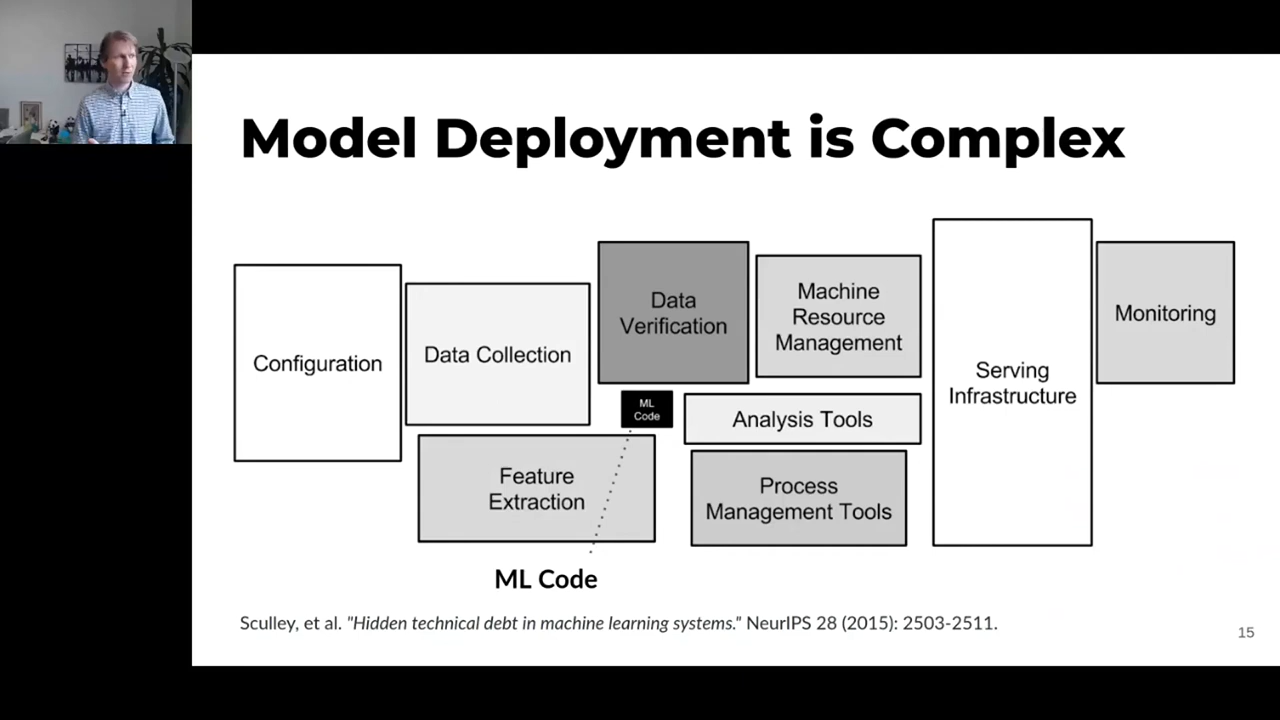 Model Deployment is Complex
Configuration
Data Collection
Data
Verification
Machine
Resource
Management
Serving
Infrastructure
Monitoring
ML
Code
Analysis Tools
Feature
Extraction
Process
Management Tools
ML Code
Sculley, et al. "Hidden technical debt in machine learning systems." NeurIPS 28 (2015): 2503-2511.
15